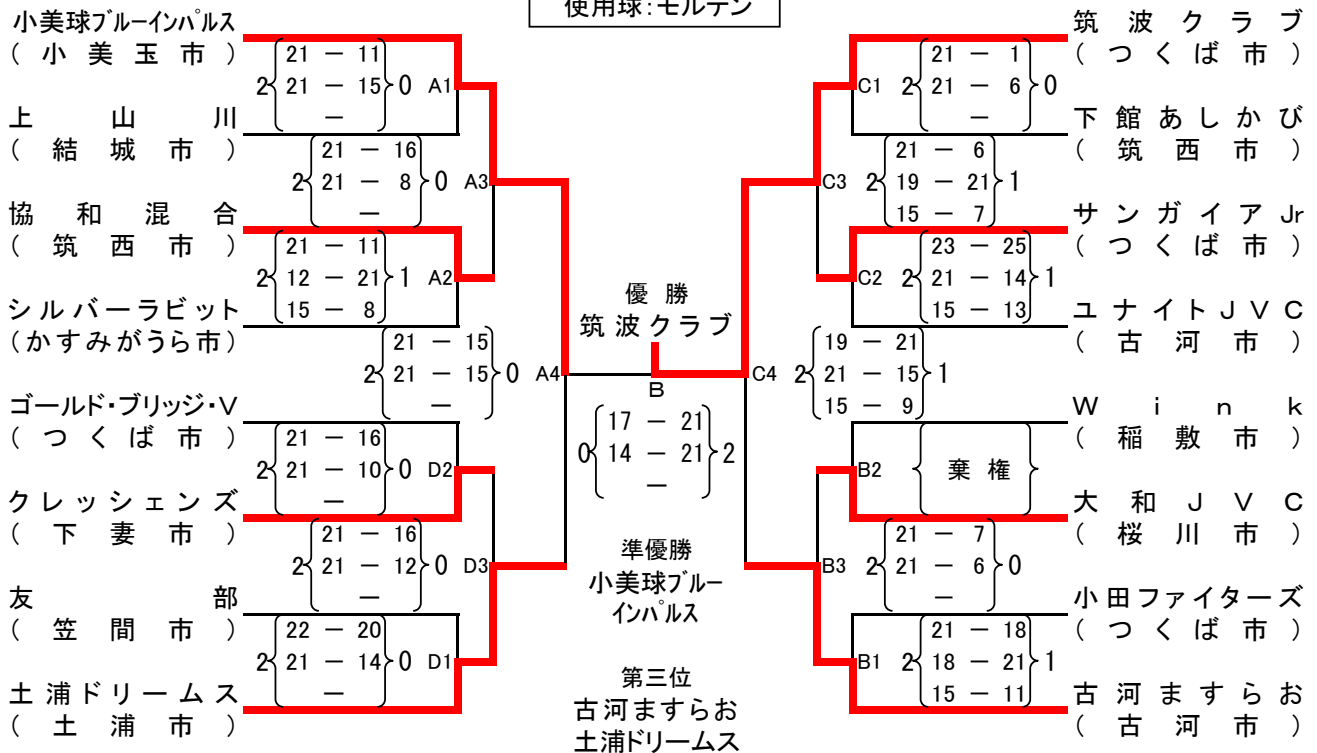 使用球：モルテン
小美球ブルーインパルス
（小美玉市）
上山川
（結城市）
協和混合
（筑西市）
シルバーラビット
（かすみがうら市）
ゴールド・ブリッジ・V
（つくば市）
クレッシェンズ
（下妻市）
友部
（笠間市）
土浦ドリームス
（土浦市）
21 － 11
2 21 － 15 0 A1
－
21 － 16
2 21 － 8 0 A3
－
21 － 11
2 12 － 21 1 A2
15 － 8
21 － 15
2 21 － 15 0 A4
－
21 － 16
2 21 － 10 0 D2
－
21 － 16
2 21 － 12 0 D3
－
22 － 20
2 21 － 14 0 D1
－
優勝
筑波クラブ
B
17 － 21
0 14 － 21 2
－
準優勝
小美球ブルー
インパルス
第三位
古河ますらお
土浦ドリームス
21 － 1
C1 2 21 － 6 0
－
21 － 6
C3 2 19 － 21 1
15 － 7
23 － 25
C2 2 21 － 14 1
15 － 13
19 － 21
C4 2 21 － 15 1
15 － 9
B2 棄権
21 － 7
B3 2 21 － 6 0
－
21 － 18
B1 2 18 － 21 1
15 － 11
筑波クラブ
（つくば市）
下館あしかび
（筑西市）
サンガイアJr
（つくば市）
ユナイトJVC
（古河市）
Wink
（稲敷市）
大和JVC
（桜川市）
小田ファイターズ
（つくば市）
古河ますらお
（古河市）